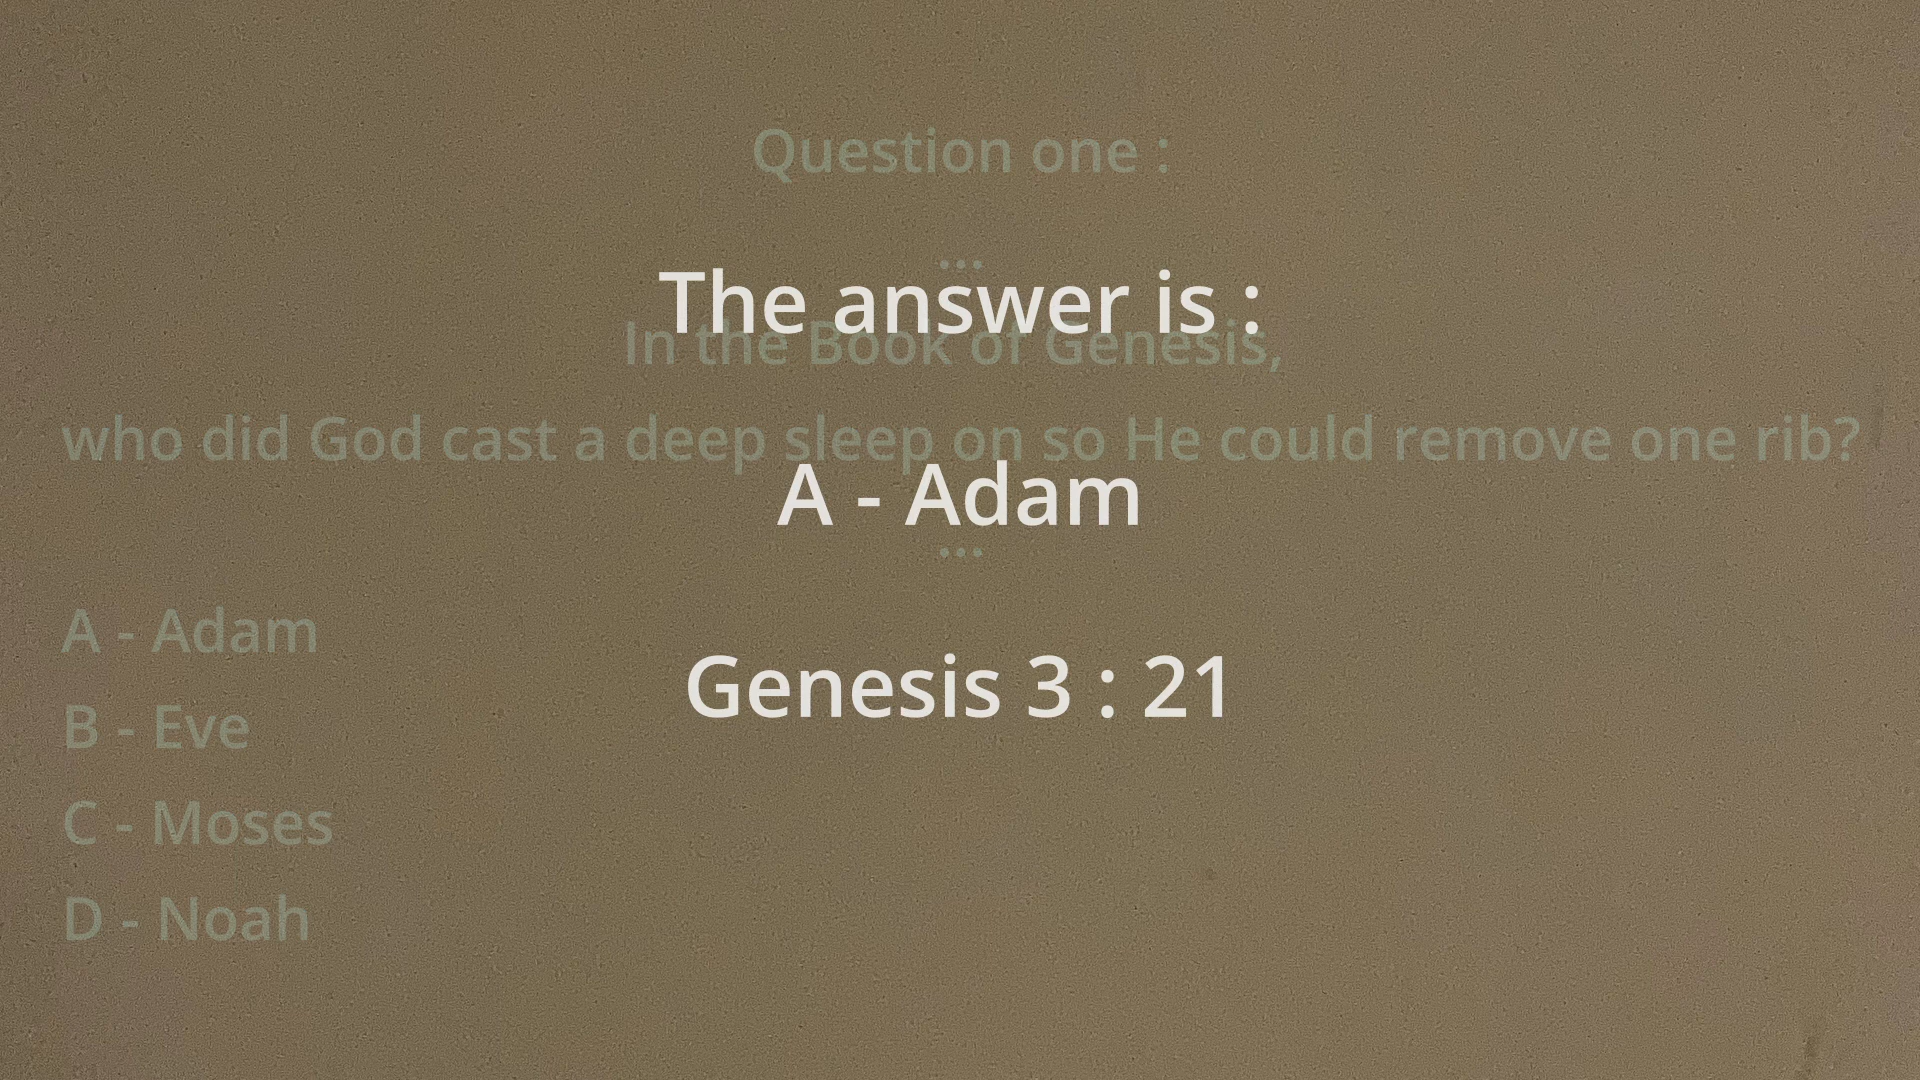 Question one :
...
In the Book of Genesis,
who did God cast a deep sleep on so He could remove one rib?
...
A - Adam
B - Eve
C - Moses
D - Noah
The answer is :
A - Adam
Genesis 3 : 21